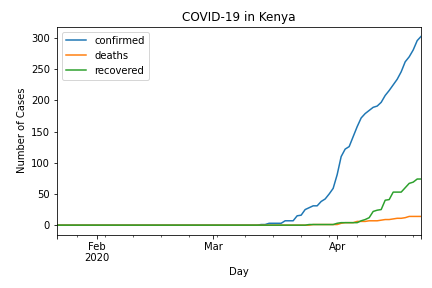 COVID-19 in Kenya
confirmed
deaths
recovered
Number of Cases
300
250
200
150
100
50
0
Feb
2020
Mar
Apr
Day